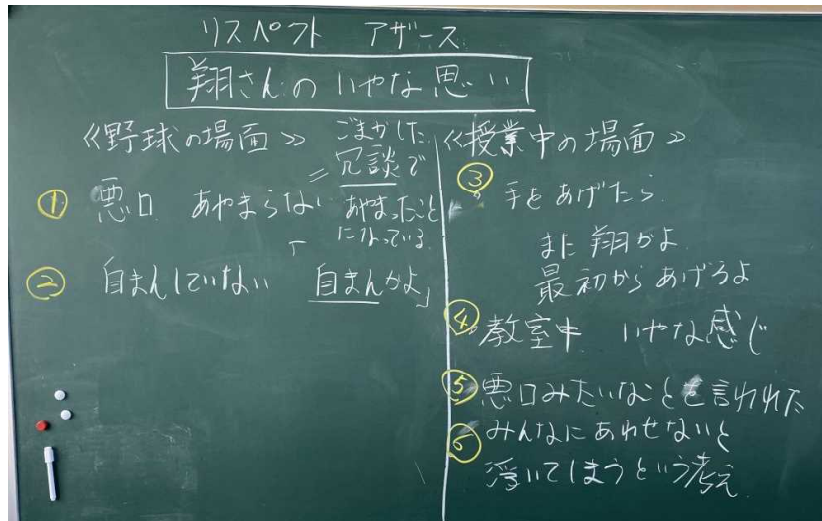 リスペクト アザース
翔さんの いやな思い
≪野球の場面≫
ごまかした
= 冗談で
① 悪口 あやまらない
あやまったこと
になっている
② 自まんしていない 「自まんかよ」
≪授業中の場面≫
③ 手をあげたら
また翔かよ
最初からあげろよ
④ 教室中 いやな感じ
⑤ 悪口みたいなことを言われた
⑥ みんなにあわせないと
浮いてしまうという考え